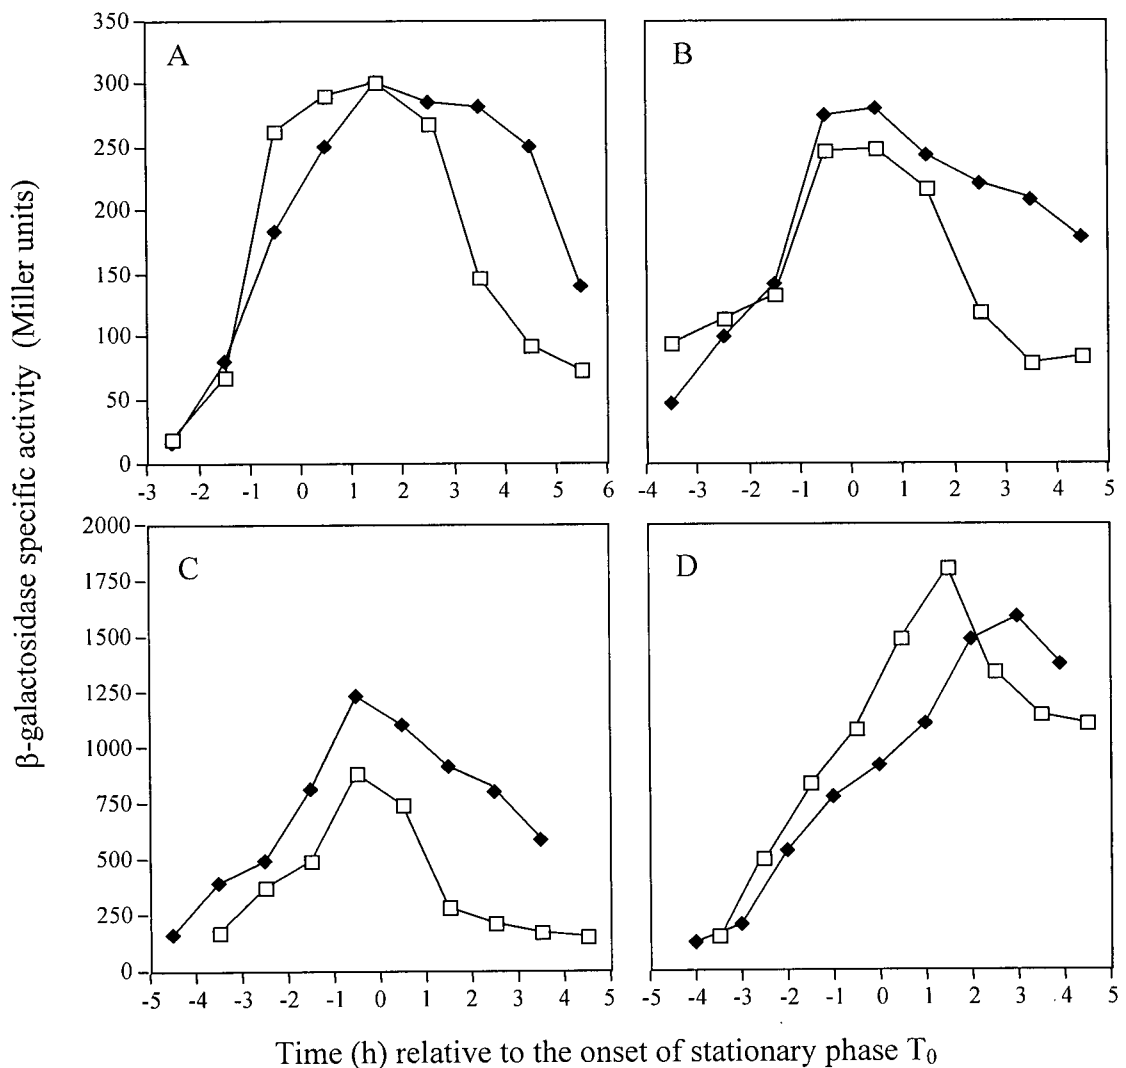 β-galactosidase specific activity (Miller units)
A
350
300
250
200
150
100
50
0
-3 -2 -1 0 1 2 3 4 5 6
B
-4 -3 -2 -1 0 1 2 3 4 5
C
2000
1750
1500
1250
1000
750
500
250
0
-5 -4 -3 -2 -1 0 1 2 3 4 5
D
-5 -4 -3 -2 -1 0 1 2 3 4 5
Time (h) relative to the onset of stationary phase T₀